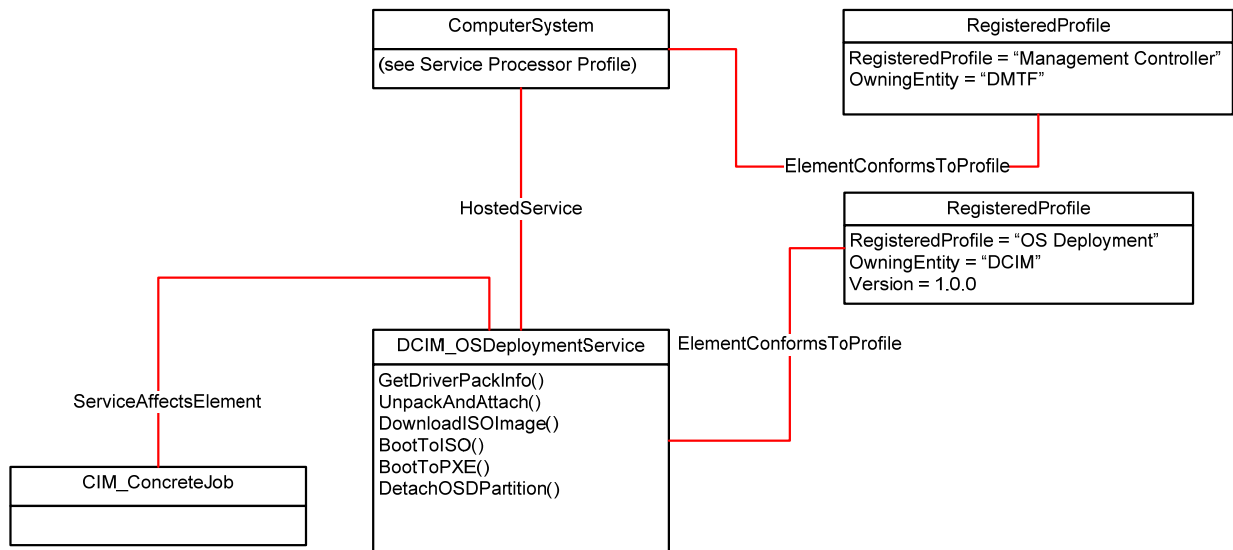 ComputerSystem
(see Service Processor Profile)
RegisteredProfile
RegisteredProfile = “Management Controller”
OwningEntity = “DMTF”
ElementConformsToProfile
HostedService
RegisteredProfile
RegisteredProfile = “OS Deployment”
OwningEntity = “DCIM”
Version = 1.0.0
ElementConformsToProfile
DCIM_OSDeploymentService
GetDriverPackInfo()
UnpackAndAttach()
DownloadISOImage()
BootToISO()
BootToPXE()
DetachOSDPartition()
ServiceAffectsElement
CIM_ConcreteJob